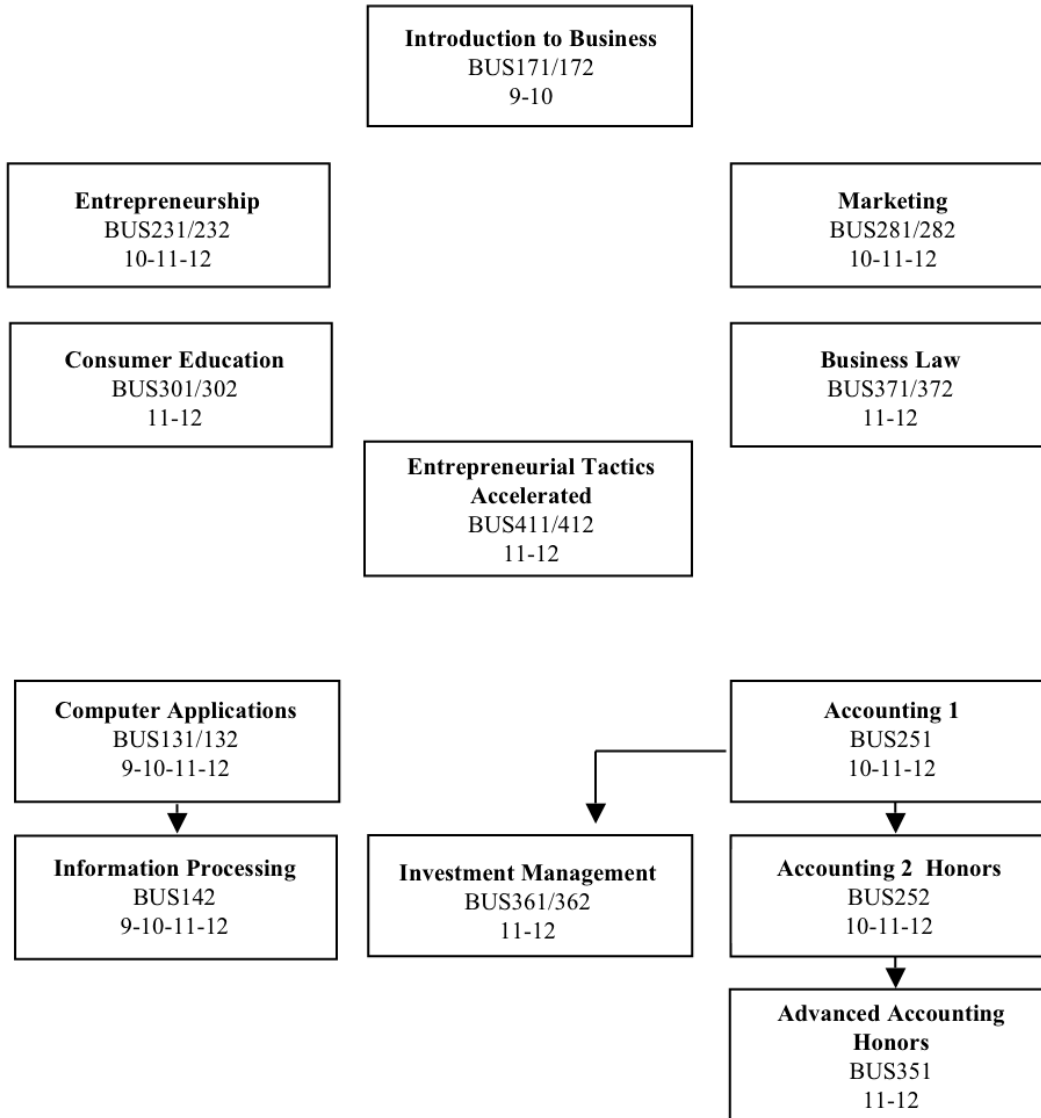 Introduction to Business
BUS171/172
9-10
Entrepreneurship
BUS231/232
10-11-12
Marketing
BUS281/282
10-11-12
Consumer Education
BUS301/302
11-12
Business Law
BUS371/372
11-12
Entrepreneurial Tactics
Accelerated
BUS411/412
11-12
Computer Applications
BUS131/132
9-10-11-12
Accounting 1
BUS251
10-11-12
Information Processing
BUS142
9-10-11-12
Investment Management
BUS361/362
11-12
Accounting 2  Honors
BUS252
10-11-12
Advanced Accounting
Honors
BUS351
11-12